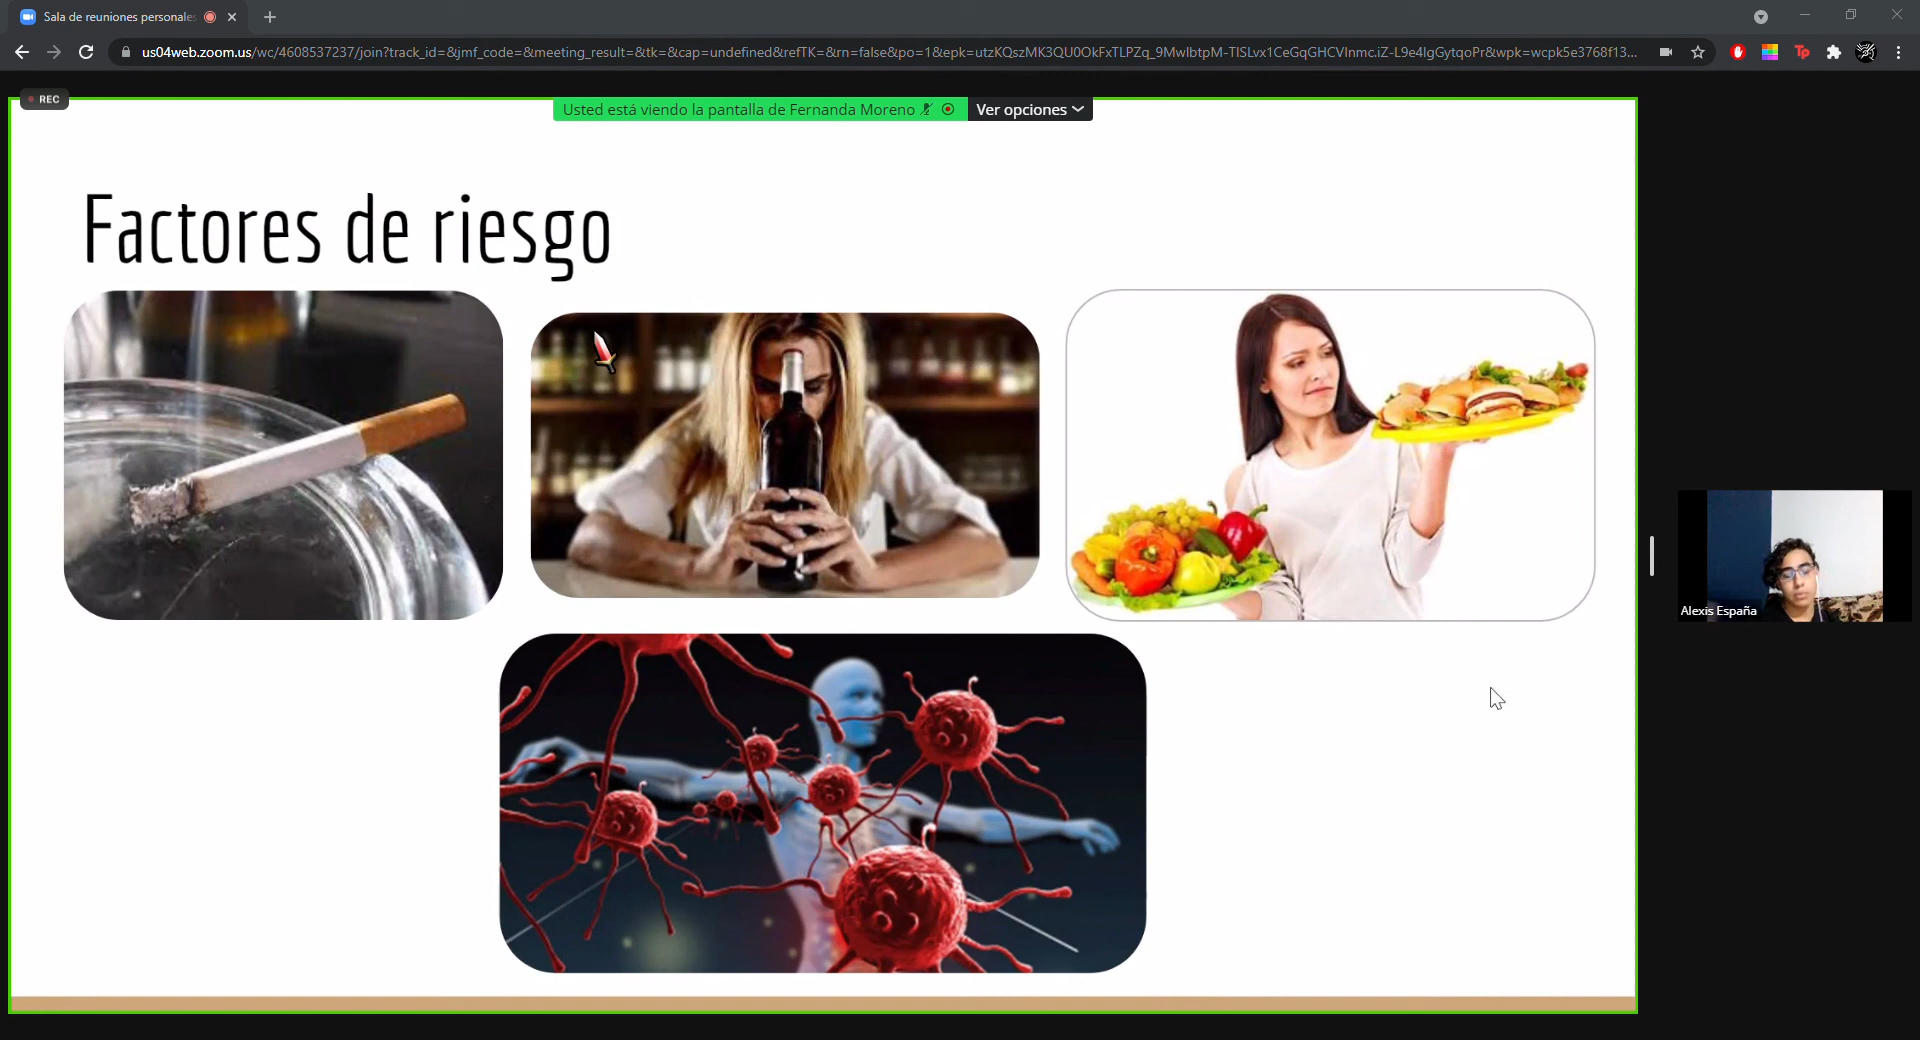 Sala de reuniones personales
us04web.zoom.us/wc/4608537237/join?track_id=&jmf_code=&meeting_result=&tk=&cap=undefined&refTK=&rn=false&po=1&epk=utzKQszMK3QU0OkFxTLPZq_9MwIbtpM-TISLvx1CeGqGHCVInmc.iZ-L9e4IgGytqoPr&wpk=wcpk5e3768f13...
REC
Usted está viendo la pantalla de Fernanda Moreno
Ver opciones
Factores de riesgo
Alexis España